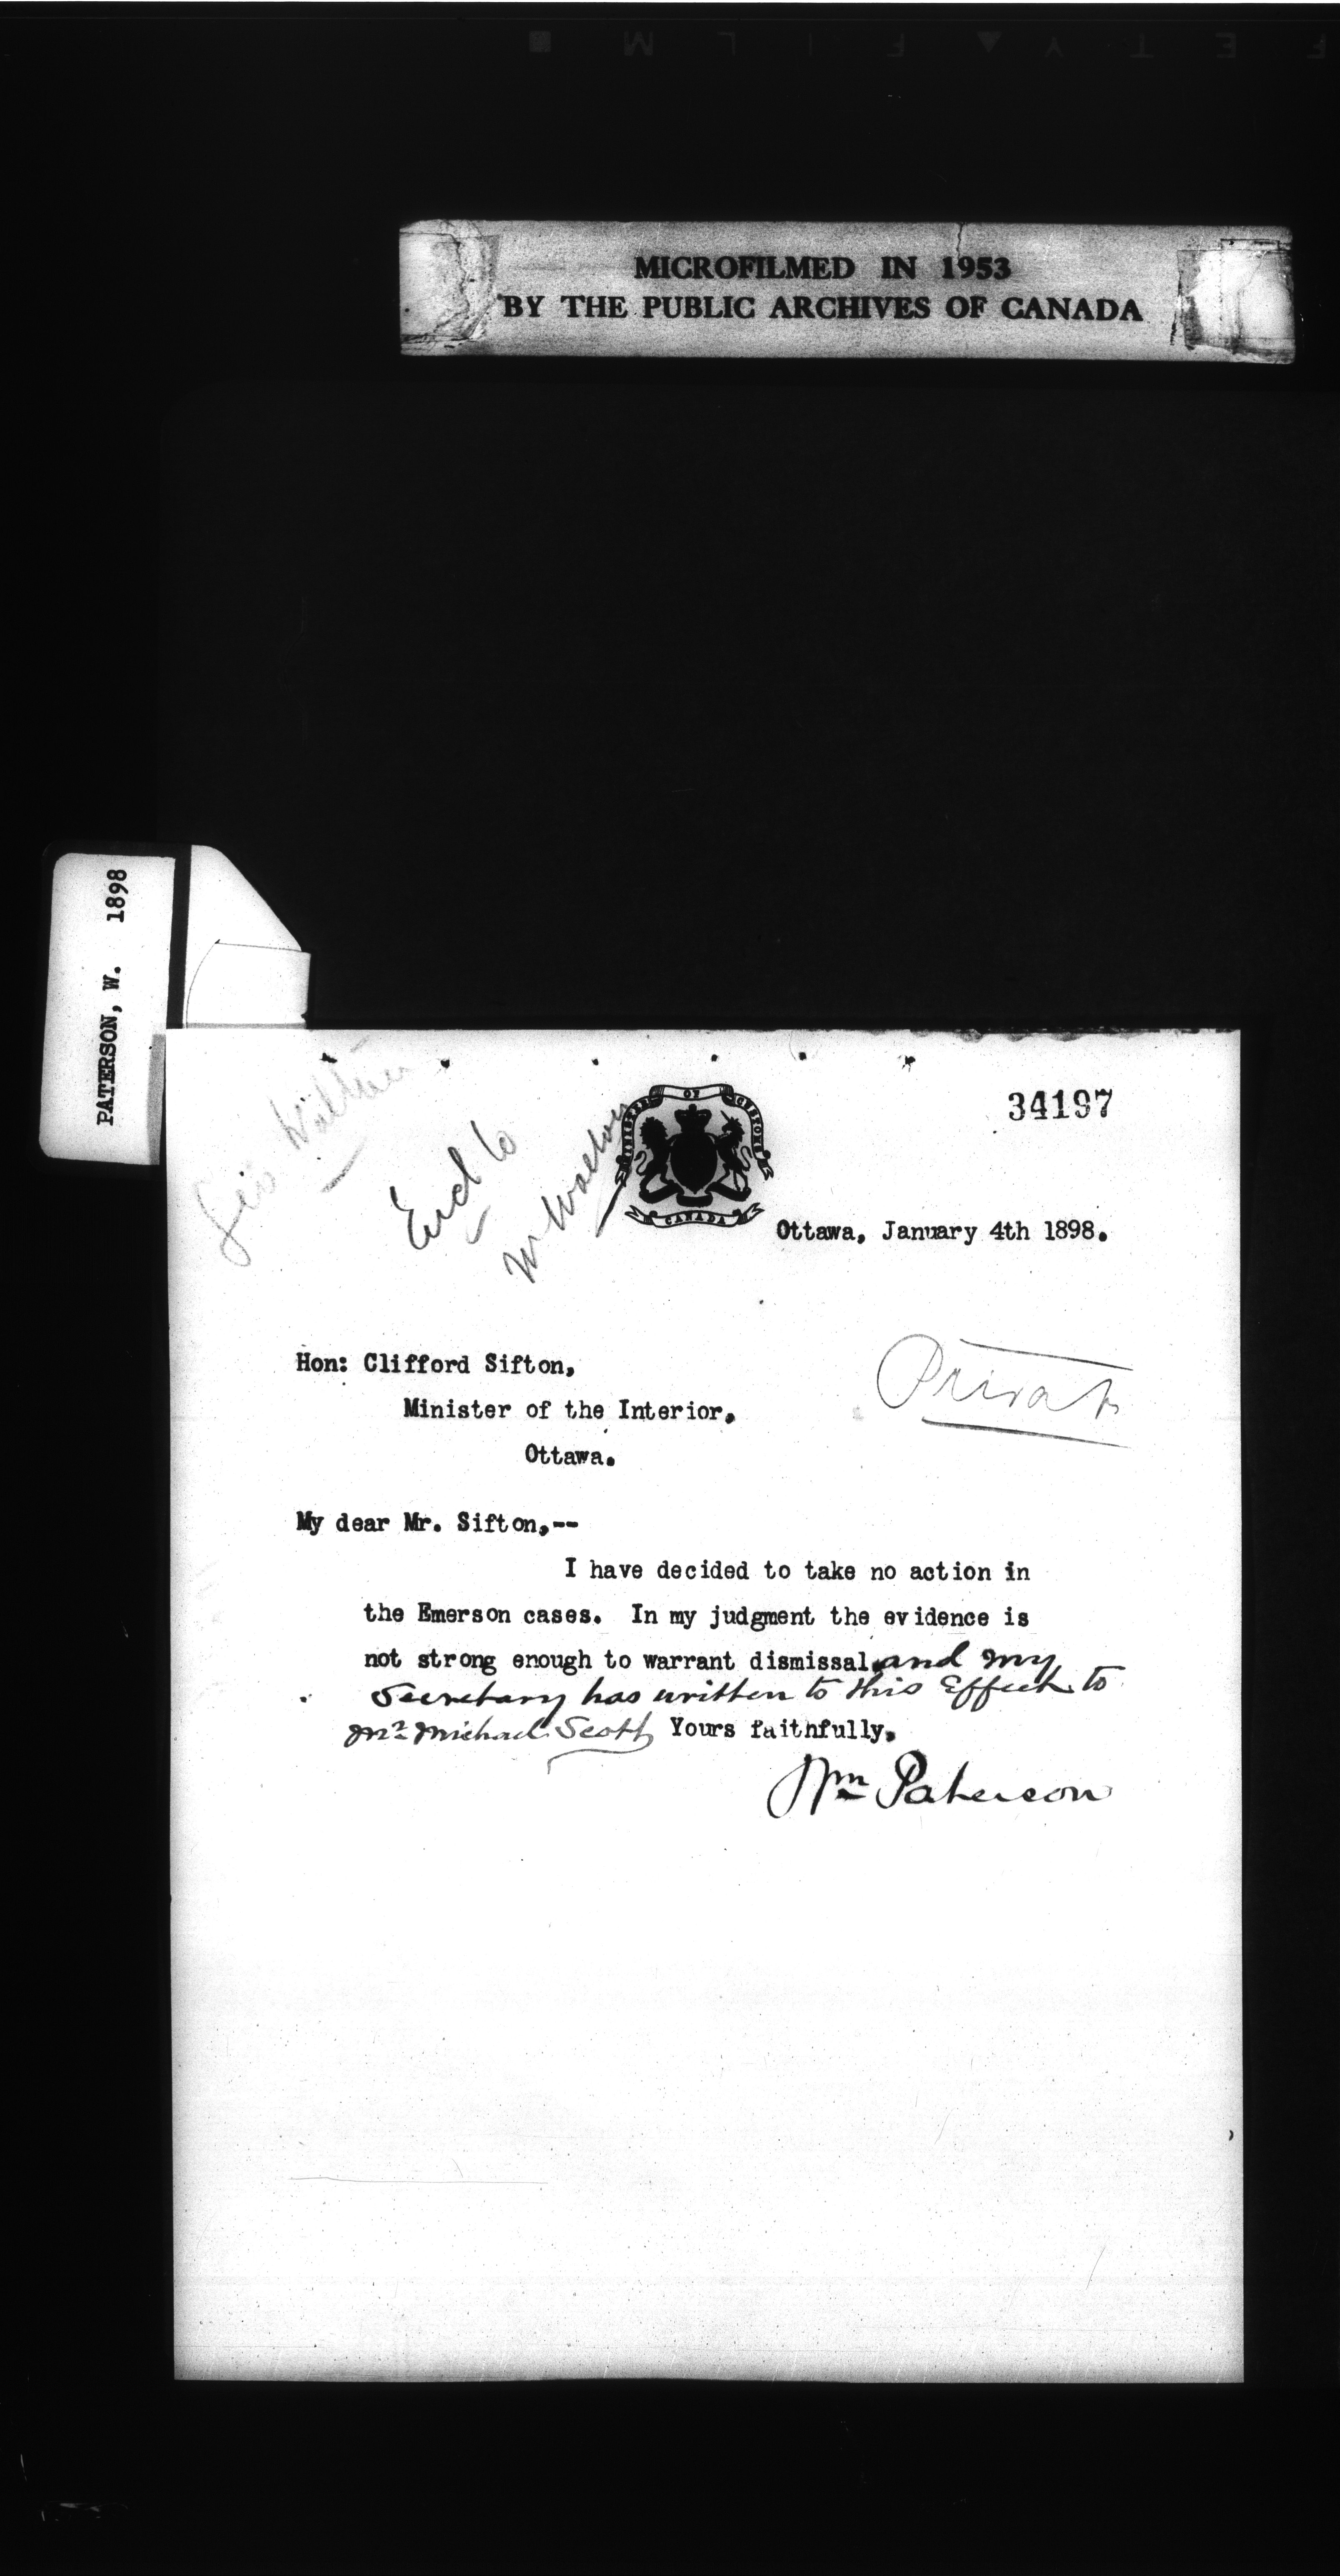 MICROFILMED IN 1953
BY THE PUBLIC ARCHIVES OF CANADA
PATERSON, W. 1898
34197
MINISTER OF CUSTOMS
CANADA
Ottawa, January 4th 1898.
Private
Hon: Clifford Sifton,
Minister of the Interior,
Ottawa.
My dear Mr. Sifton,--
I have decided to take no action in
the Emerson cases. In my judgment the evidence is
not strong enough to warrant dismissal, and my
Secretary has written to this Effect to
Mr Michael Scott Yours faithfully,
Wm Paterson